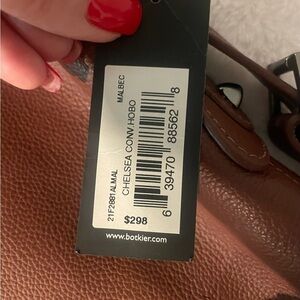 MALBEC
CHELSEA CONV HOBO
6 39470 88562 8
21F2881ALMAL
$298
www.botkier.com